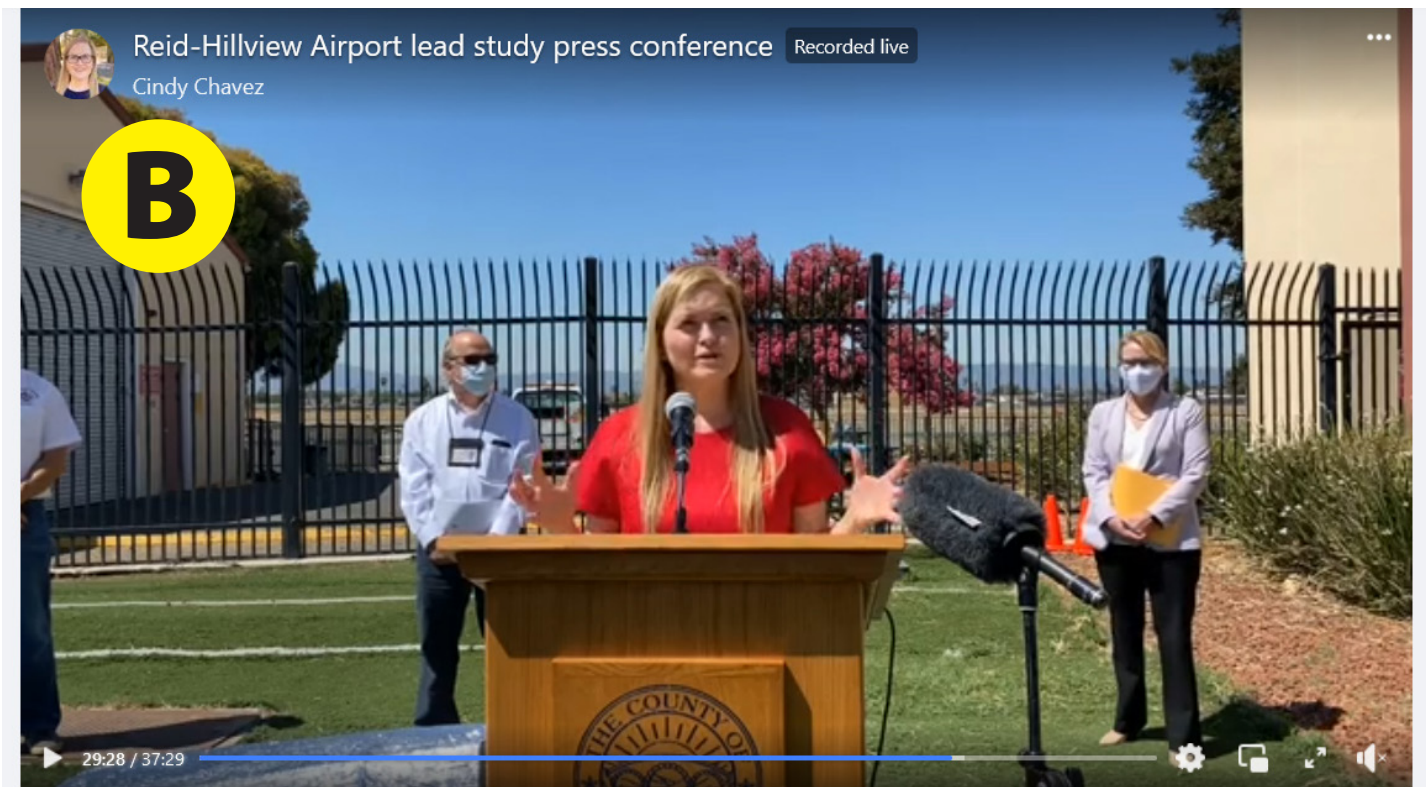 Reid-Hillview Airport lead study press conference Recorded live
Cindy Chavez
B
THE COUNTY OF
29:28 / 37:29